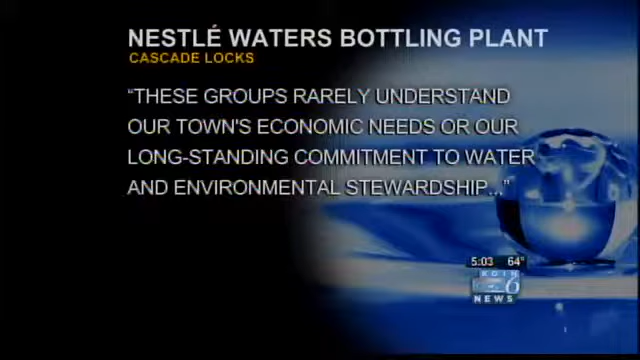 NESTLÉ WATERS BOTTLING PLANT
CASCADE LOCKS
“THESE GROUPS RARELY UNDERSTAND
OUR TOWN'S ECONOMIC NEEDS OR OUR
LONG-STANDING COMMITMENT TO WATER
AND ENVIRONMENTAL STEWARDSHIP...”
5:03 64°
KOIN
6
NEWS